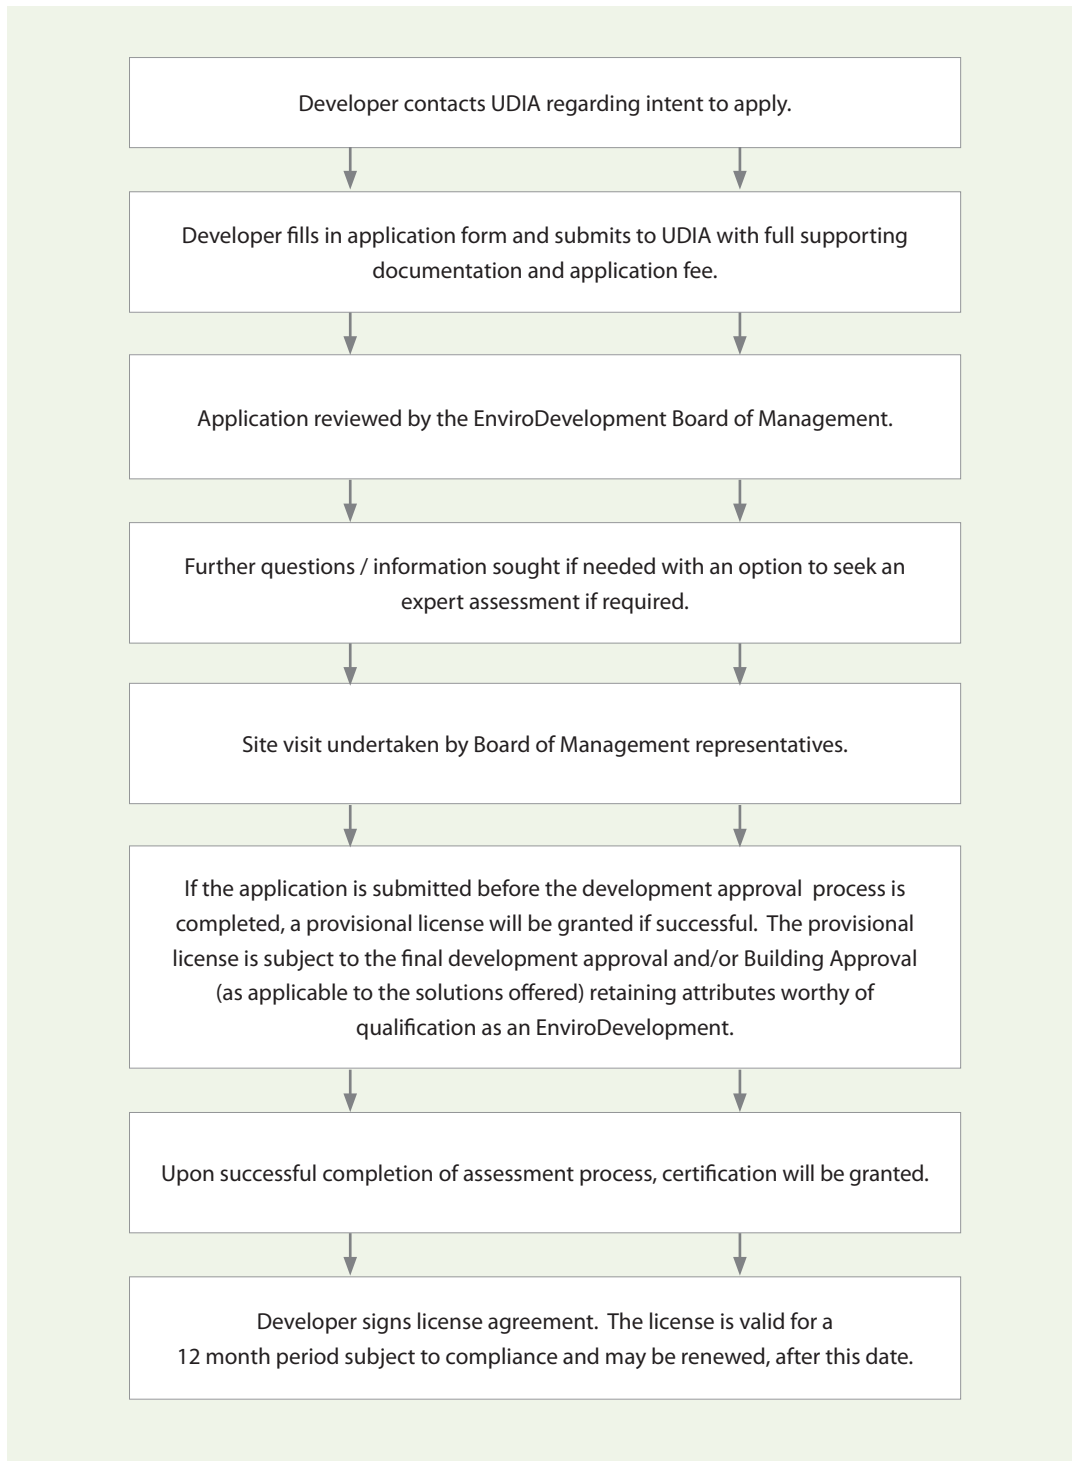 Developer contacts UDIA regarding intent to apply.
Developer fills in application form and submits to UDIA with full supporting
documentation and application fee.
Application reviewed by the EnviroDevelopment Board of Management.
Further questions / information sought if needed with an option to seek an
expert assessment if required.
Site visit undertaken by Board of Management representatives.
If the application is submitted before the development approval  process is
completed, a provisional license will be granted if successful.  The provisional
license is subject to the final development approval and/or Building Approval
(as applicable to the solutions offered) retaining attributes worthy of
qualification as an EnviroDevelopment.
Upon successful completion of assessment process, certification will be granted.
Developer signs license agreement.  The license is valid for a
12 month period subject to compliance and may be renewed, after this date.